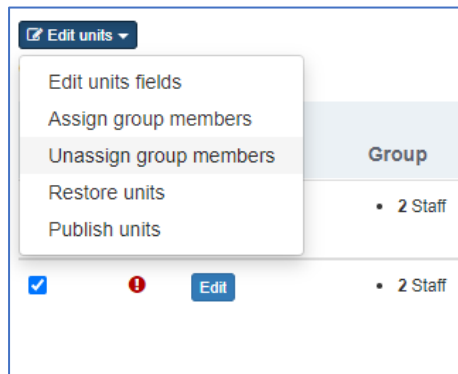 Edit units
Edit units fields
Assign group members
Unassign group members
Group
Restore units
2 Staff
Publish units
Edit
2 Staff